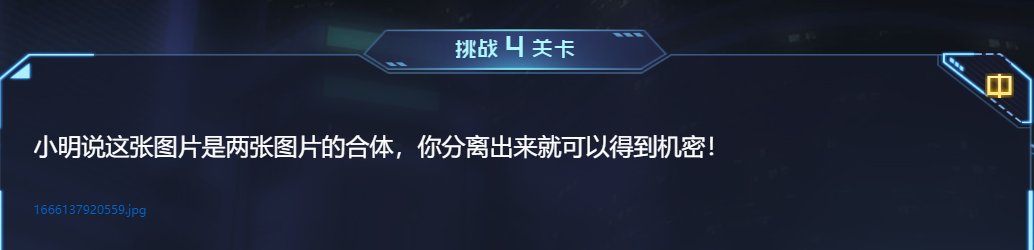 挑战 4 关卡
中
小明说这张图片是两张图片的合体，你分离出来就可以得到机密！
1666137920559.jpg